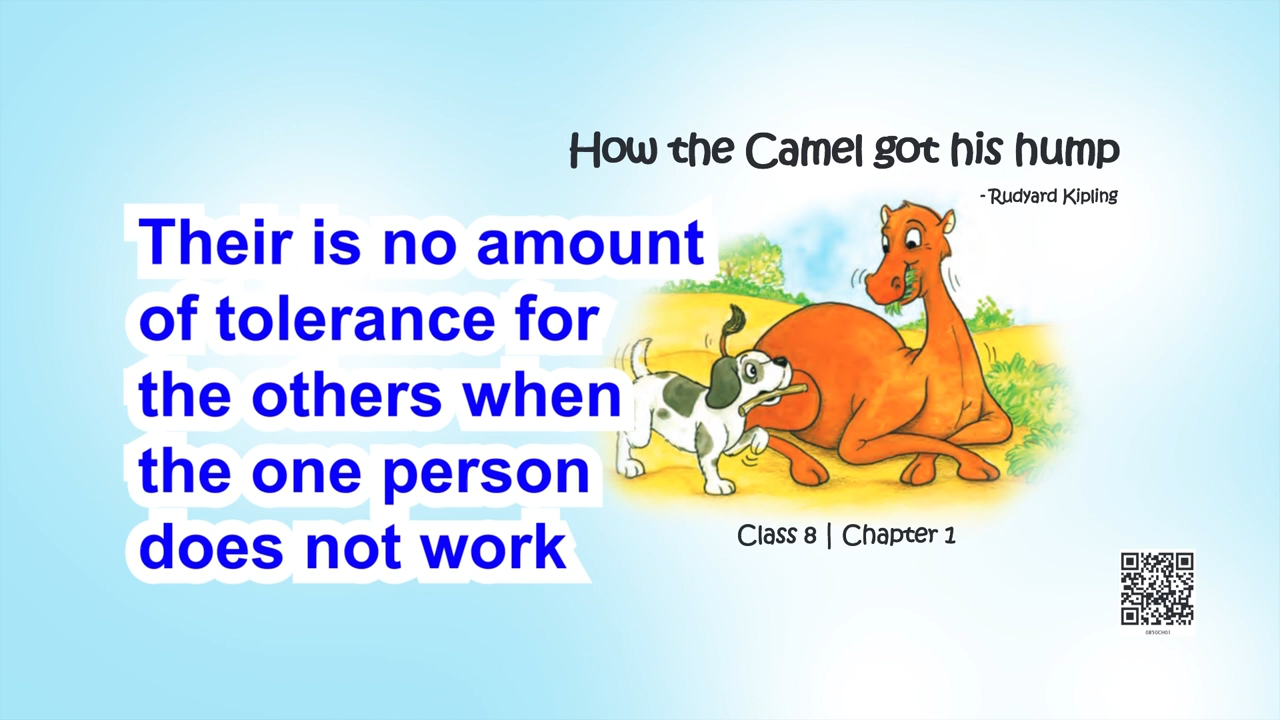 How the Camel got his hump
-Rudyard Kipling
Their is no amount
of tolerance for
the others when
the one person
does not work
Class 8 | Chapter 1
0850CH01